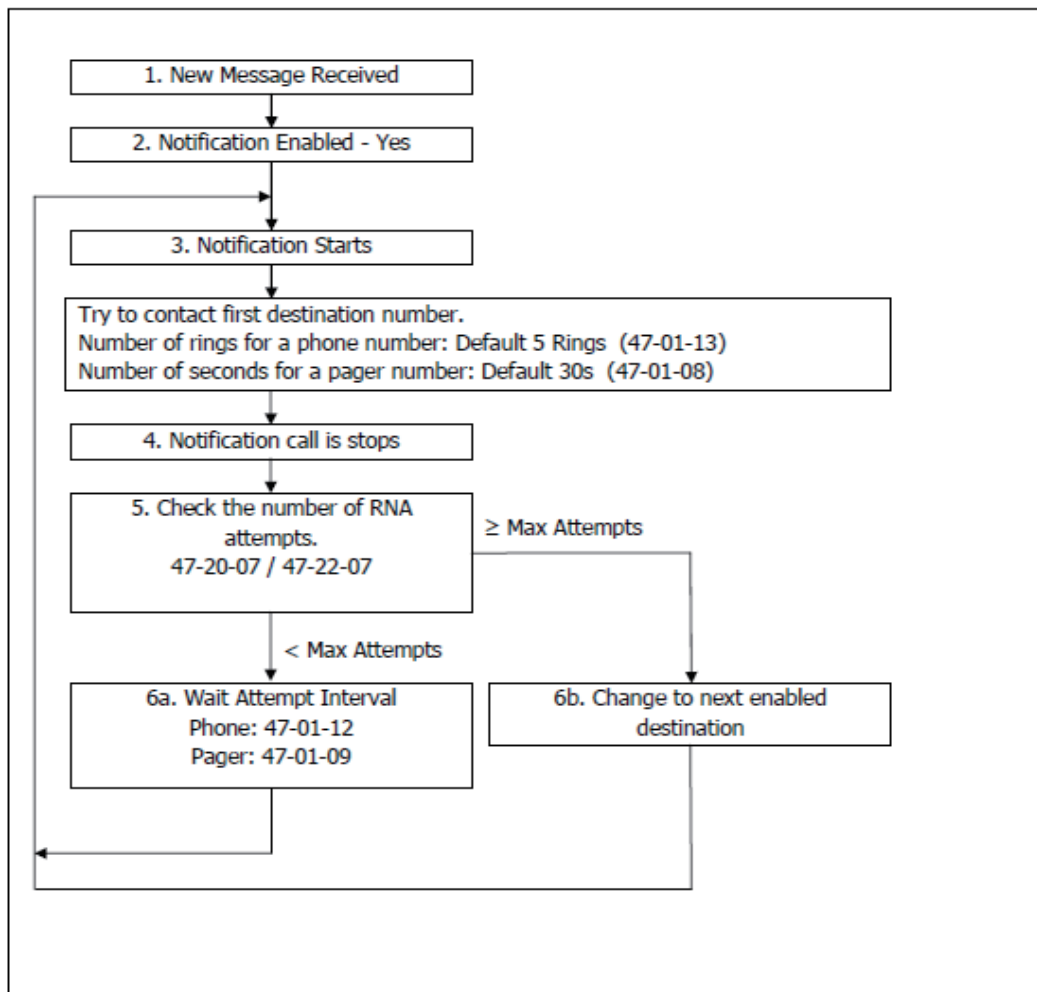 1. New Message Received
2. Notification Enabled - Yes
3. Notification Starts
Try to contact first destination number.
Number of rings for a phone number: Default 5 Rings (47-01-13)
Number of seconds for a pager number: Default 30s (47-01-08)
4. Notification call is stops
5. Check the number of RNA
attempts.
47-20-07 / 47-22-07
≥ Max Attempts
< Max Attempts
6a. Wait Attempt Interval
Phone: 47-01-12
Pager: 47-01-09
6b. Change to next enabled
destination